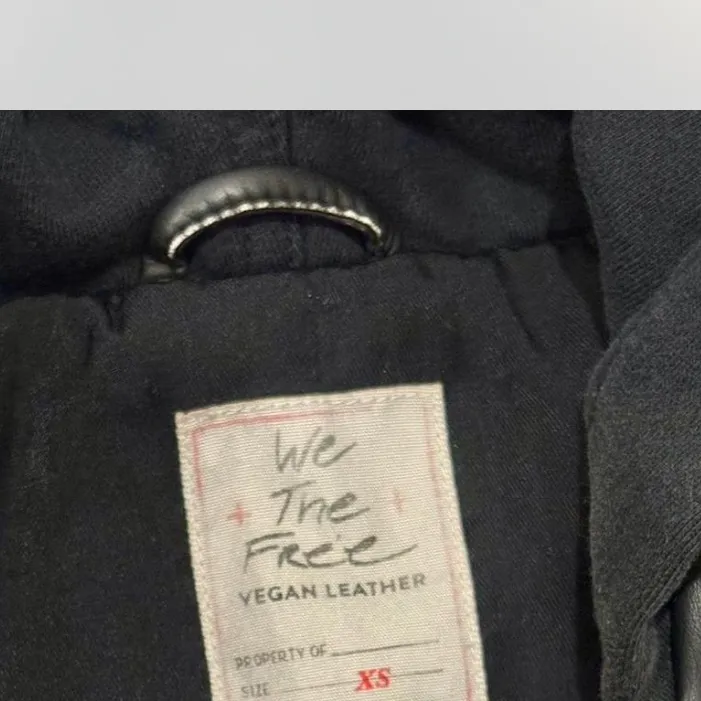 We
The
Free
VEGAN LEATHER
PROPERTY OF
SIZE XS